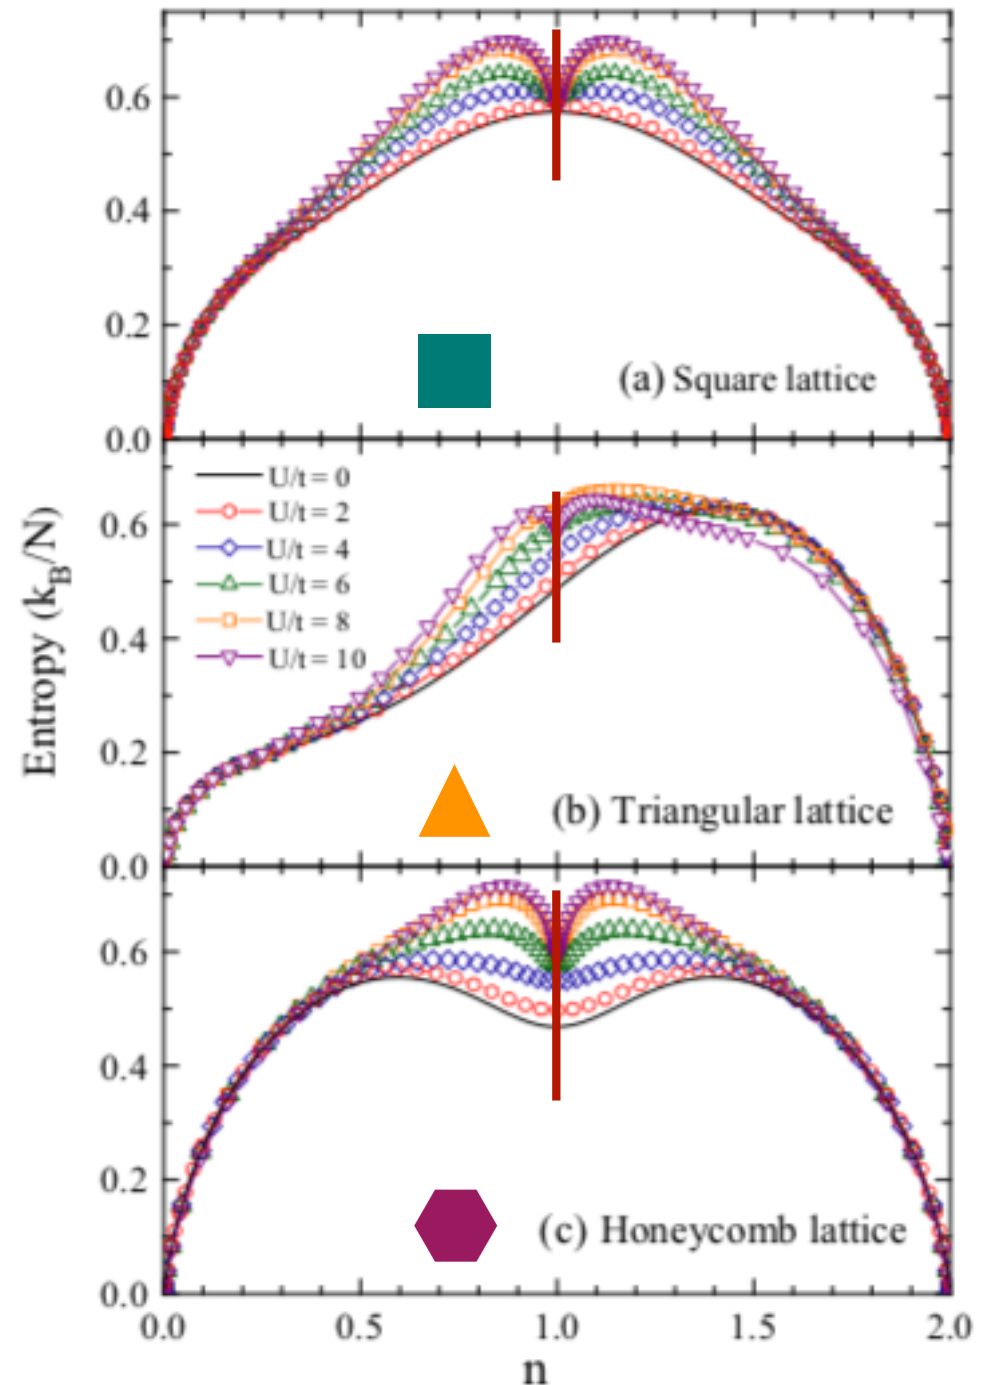 0.6
0.4
0.2
(a) Square lattice
0.0
U/t = 0
U/t = 2
U/t = 4
U/t = 6
U/t = 8
U/t = 10
0.6
0.4
0.2
(b) Triangular lattice
0.0
Entropy (k_B/N)
0.6
0.4
0.2
(c) Honeycomb lattice
0.0
0.0 0.5 1.0 1.5 2.0
n